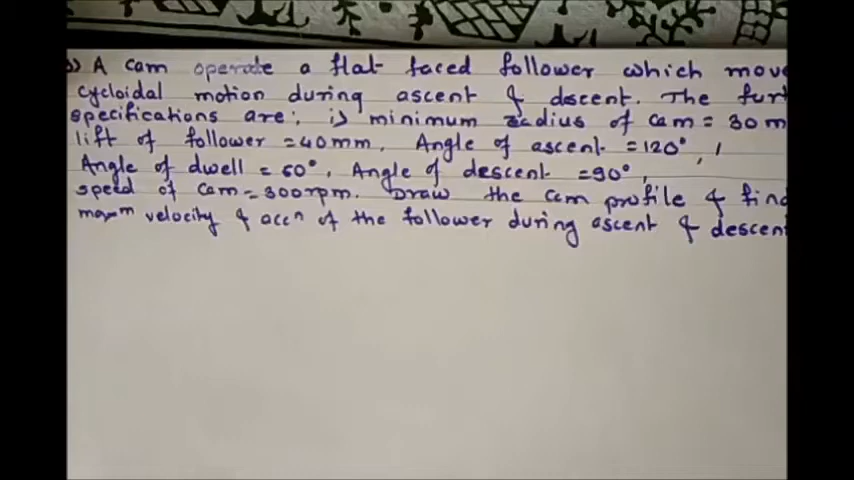 A cam operate a flat faced follower which move
cycloidal motion during ascent & descent. The furt
specifications are: i) minimum radius of cam = 30 m
lift of follower = 40mm, Angle of ascent = 120°,
Angle of dwell = 60°, Angle of descent = 90°,
speed of cam = 300rpm. Draw the cam profile & find
maxᵐ velocity & accⁿ of the follower during ascent & descent